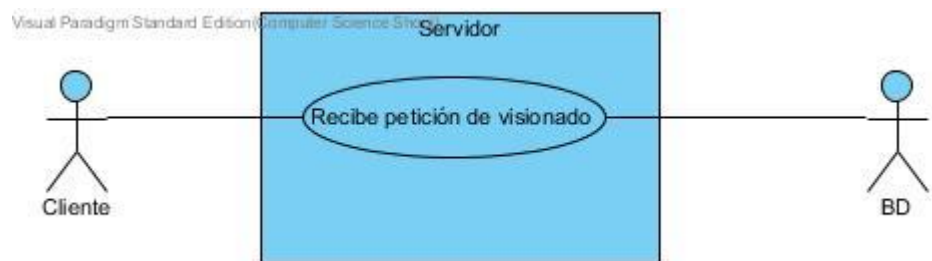 Visual Paradigm Standard Edition(Computer Science Shool)
Servidor
Recibe petición de visionado
Cliente
BD